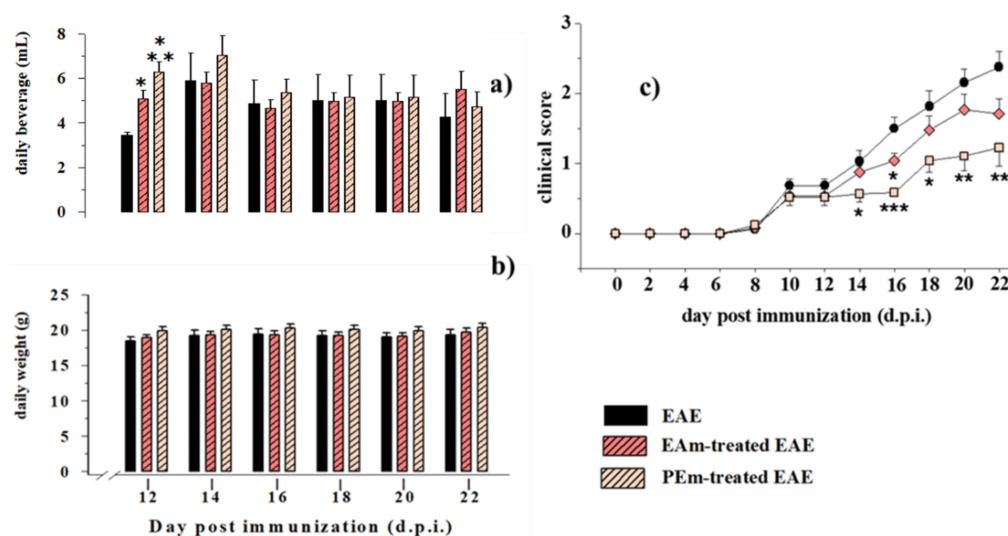 daily beverage (mL)
8
6
4
2
0
*
*
**
a)
b)
daily weight (g)
25
20
15
10
5
0
12 14 16 18 20 22
Day post immunization (d.p.i.)
c)
clinical score
3
2
1
0
*
*
***
*
**
**
0 2 4 6 8 10 12 14 16 18 20 22
day post immunization (d.p.i.)
EAE
EAm-treated EAE
PEm-treated EAE